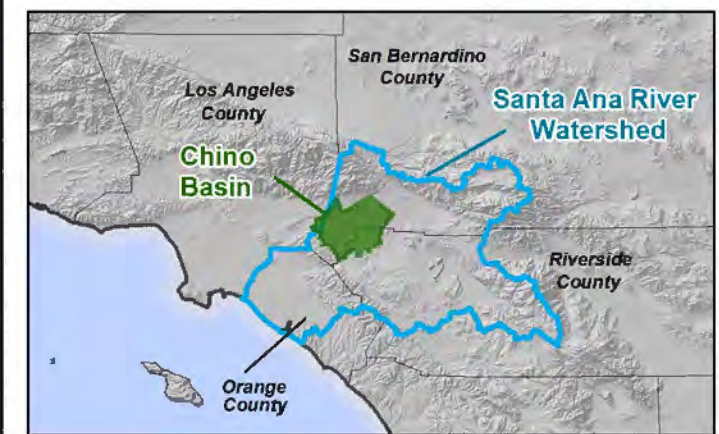 San Bernardino
County
Los Angeles
County
Santa Ana River
Watershed
Chino
Basin
Riverside
County
Orange
County